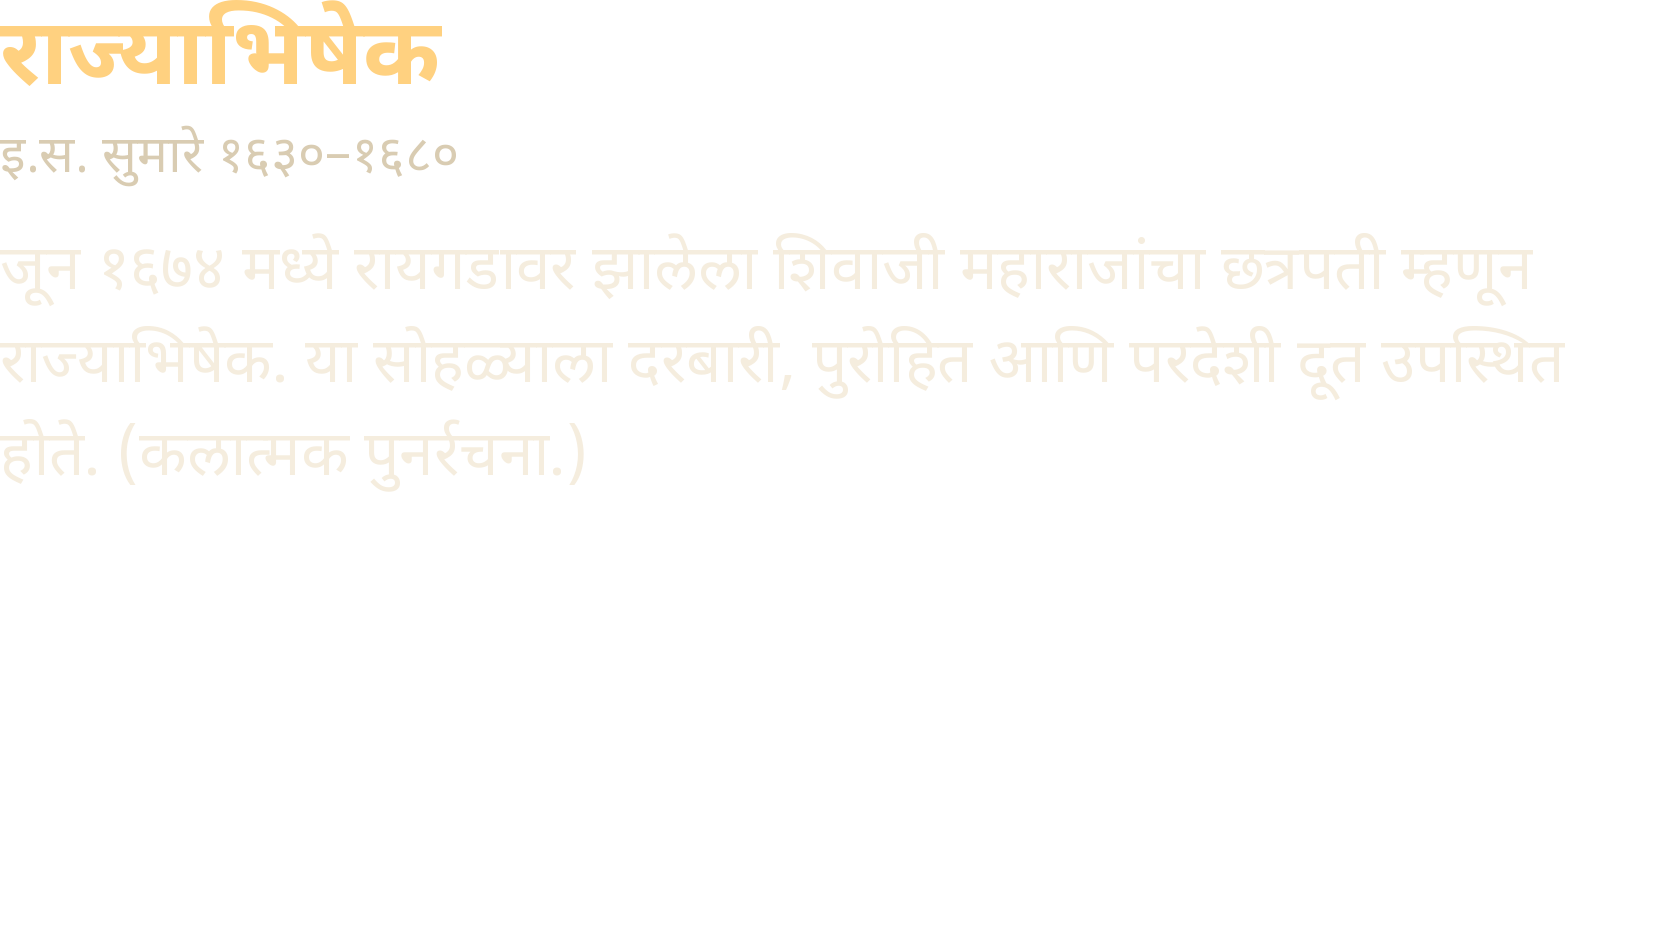 राज्याभिषेक
इ.स. सुमारे १६३०–१६८०
जून १६७४ मध्ये रायगडावर झालेला शिवाजी महाराजांचा छत्रपती म्हणून
राज्याभिषेक. या सोहळ्याला दरबारी, पुरोहित आणि परदेशी दूत उपस्थित
होते. (कलात्मक पुनर्रचना.)